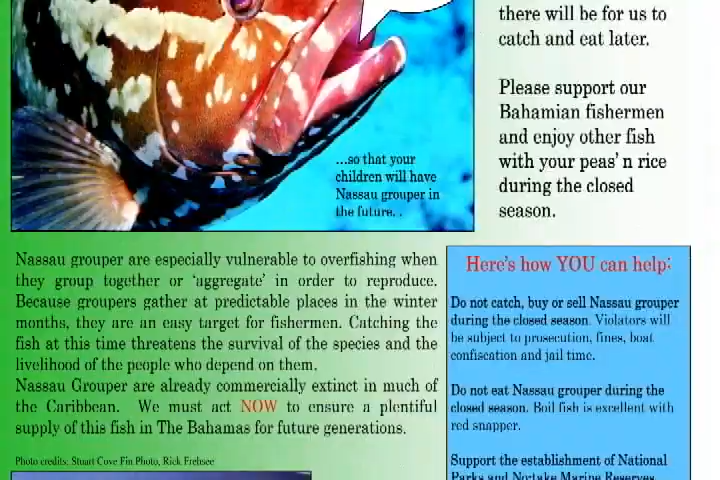 there will be for us to
catch and eat later.
Please support our
Bahamian fishermen
and enjoy other fish
with your peas' n rice
during the closed
season.
...so that your
children will have
Nassau grouper in
the future. .
Nassau grouper are especially vulnerable to overfishing when
they group together or 'aggregate' in order to reproduce.
Because groupers gather at predictable places in the winter
months, they are an easy target for fishermen. Catching the
fish at this time threatens the survival of the species and the
livelihood of the people who depend on them.
Nassau Grouper are already commercially extinct in much of
the Caribbean. We must act NOW to ensure a plentiful
supply of this fish in The Bahamas for future generations.
Photo credits: Stuart Cove Fin Photo, Rick Frehsee
Here's how YOU can help:
Do not catch, buy or sell Nassau grouper
during the closed season. Violators will
be subject to prosecution, fines, boat
confiscation and jail time.
Do not eat Nassau grouper during the
closed season. Boil fish is excellent with
red snapper.
Support the establishment of National
Parks and No-take Marine Reserves